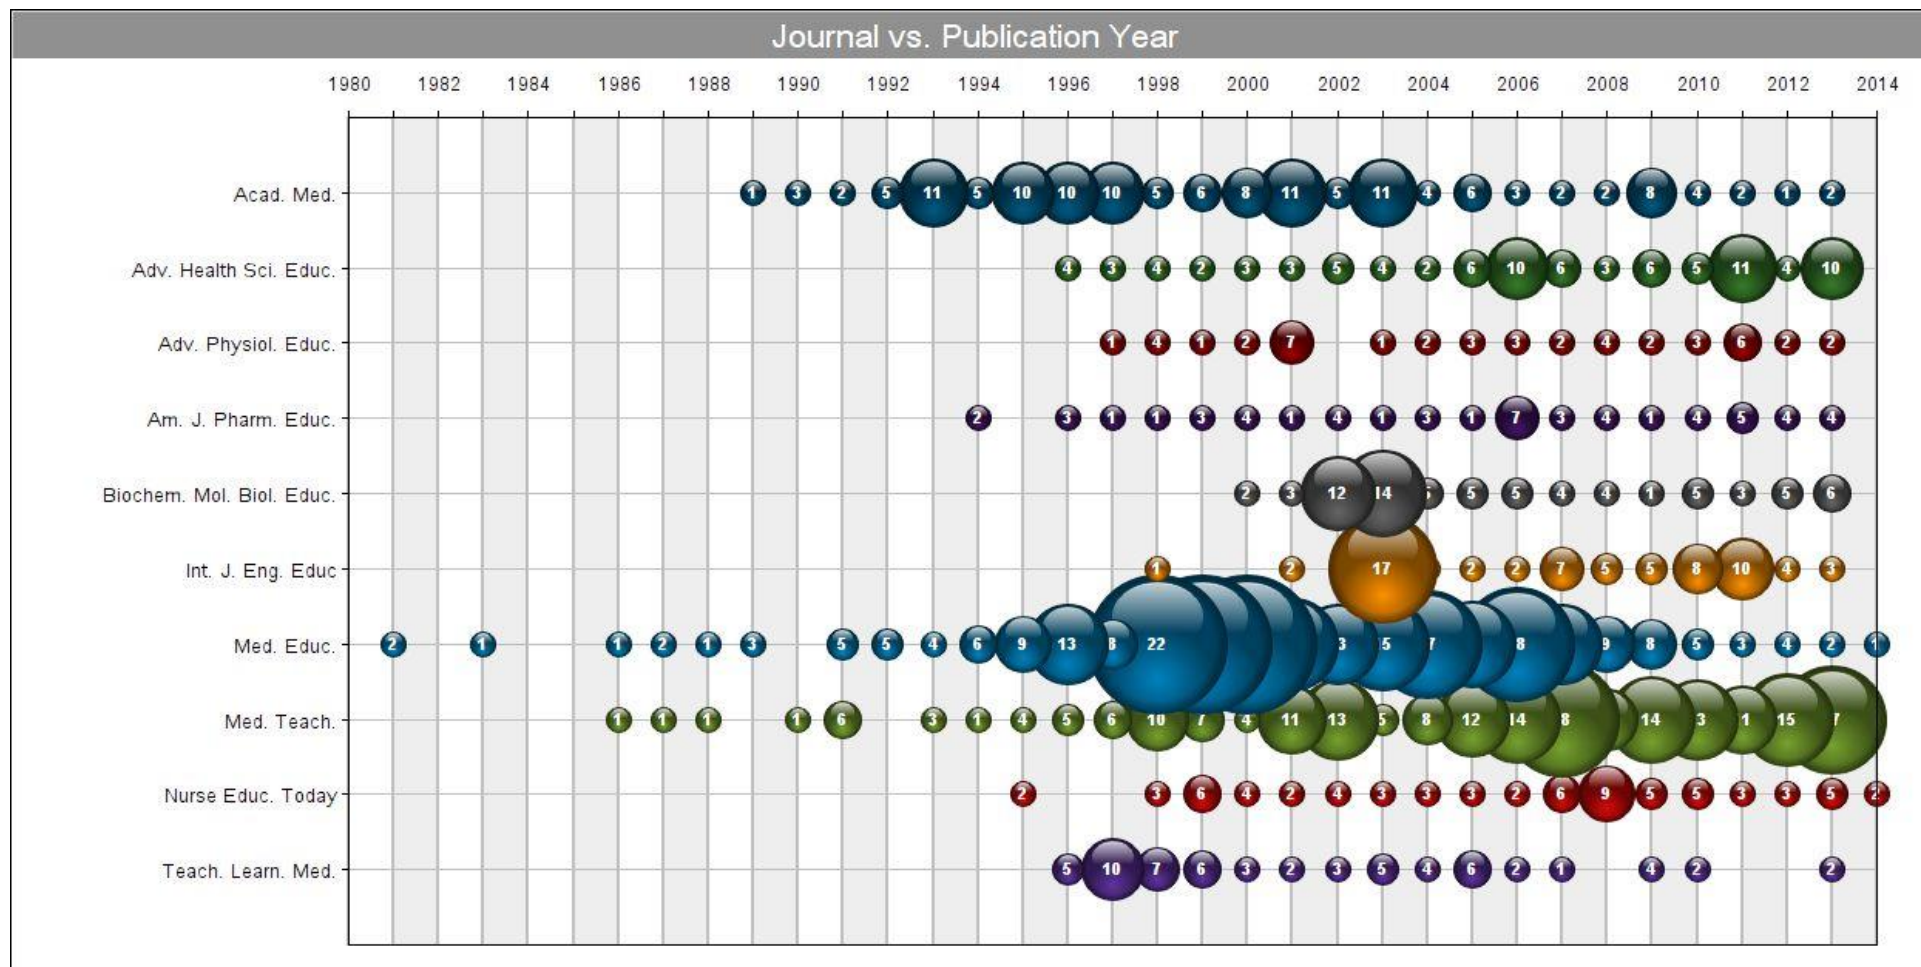 Journal vs. Publication Year
1980 1982 1984 1986 1988 1990 1992 1994 1996 1998 2000 2002 2004 2006 2008 2010 2012 2014
Acad. Med. 1 3 2 5 11 5 10 10 10 5 6 8 11 5 11 4 6 3 2 2 8 4 2 1 2
Adv. Health Sci. Educ. 4 3 4 2 3 3 5 4 2 6 10 6 3 6 5 11 4 10
Adv. Physiol. Educ. 1 4 1 2 7 1 2 3 3 2 4 2 3 6 2 2
Am. J. Pharm. Educ. 2 3 1 1 3 4 1 4 1 3 1 7 3 4 1 4 5 4 4
Biochem. Mol. Biol. Educ. 2 3 12 14 5 5 4 4 1 5 3 5 6
Int. J. Eng. Educ 1 2 17 2 2 7 5 5 8 10 4 3
Med. Educ. 2 1 1 2 1 3 5 5 4 6 9 13 8 22 3 5 7 8 9 8 5 3 4 2 1
Med. Teach. 1 1 1 1 6 3 1 4 5 6 10 7 4 11 13 5 8 12 14 8 14 3 1 15 7
Nurse Educ. Today 2 3 6 4 2 4 3 3 3 2 6 9 5 5 3 3 5 2
Teach. Learn. Med. 5 10 7 6 3 2 3 5 4 6 2 1 4 2 2